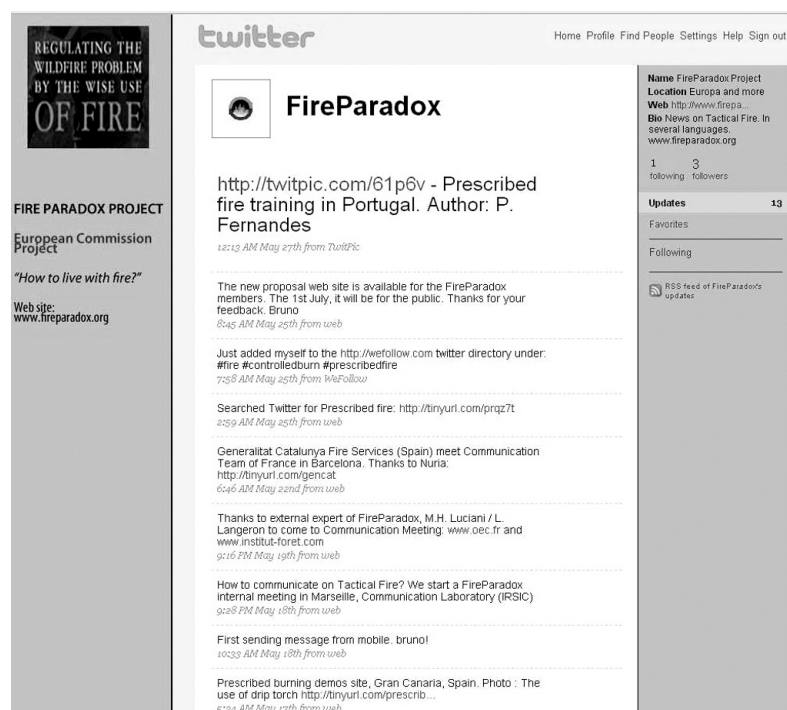 REGULATING THE
WILDFIRE PROBLEM
BY THE WISE USE
OF FIRE
FIRE PARADOX PROJECT
European Commission
Project
“How to live with fire?”
Web site:
www.fireparadox.org
twitter
Home Profile Find People Settings Help Sign out
FireParadox
http://twitpic.com/61p6v - Prescribed
fire training in Portugal. Author: P.
Fernandes
12:13 AM May 27th from TwitPic
The new proposal web site is available for the FireParadox
members. The 1st July, it will be for the public. Thanks for your
feedback. Bruno
8:45 AM May 25th from web
Just added myself to the http://wefollow.com twitter directory under:
#fire #controlledburn #prescribedfire
7:58 AM May 25th from WeFollow
Searched Twitter for Prescribed fire: http://tinyurl.com/prqz7t
2:59 AM May 25th from web
Generalitat Catalunya Fire Services (Spain) meet Communication
Team of France in Barcelona. Thanks to Nuria:
http://tinyurl.com/gencat
6:46 AM May 22nd from web
Thanks to external expert of FireParadox, M.H. Luciani / L.
Langeron to come to Communication Meeting: www.oec.fr and
www.institut-foret.com
9:16 PM May 19th from web
How to communicate on Tactical Fire? We start a FireParadox
internal meeting in Marseille, Communication Laboratory (IRSIC)
9:28 PM May 18th from web
First sending message from mobile. bruno!
10:33 AM May 18th from web
Prescribed burning demos site, Gran Canaria, Spain. Photo : The
use of drip torch http://tinyurl.com/prescrib...
5:34 AM May 17th from web
Name FireParadox Project
Location Europa and more
Web http://www.firepa...
Bio News on Tactical Fire. In
several languages.
www.fireparadox.org
1 3
following followers
Updates 13
Favorites
Following
RSS feed of FireParadox's
updates